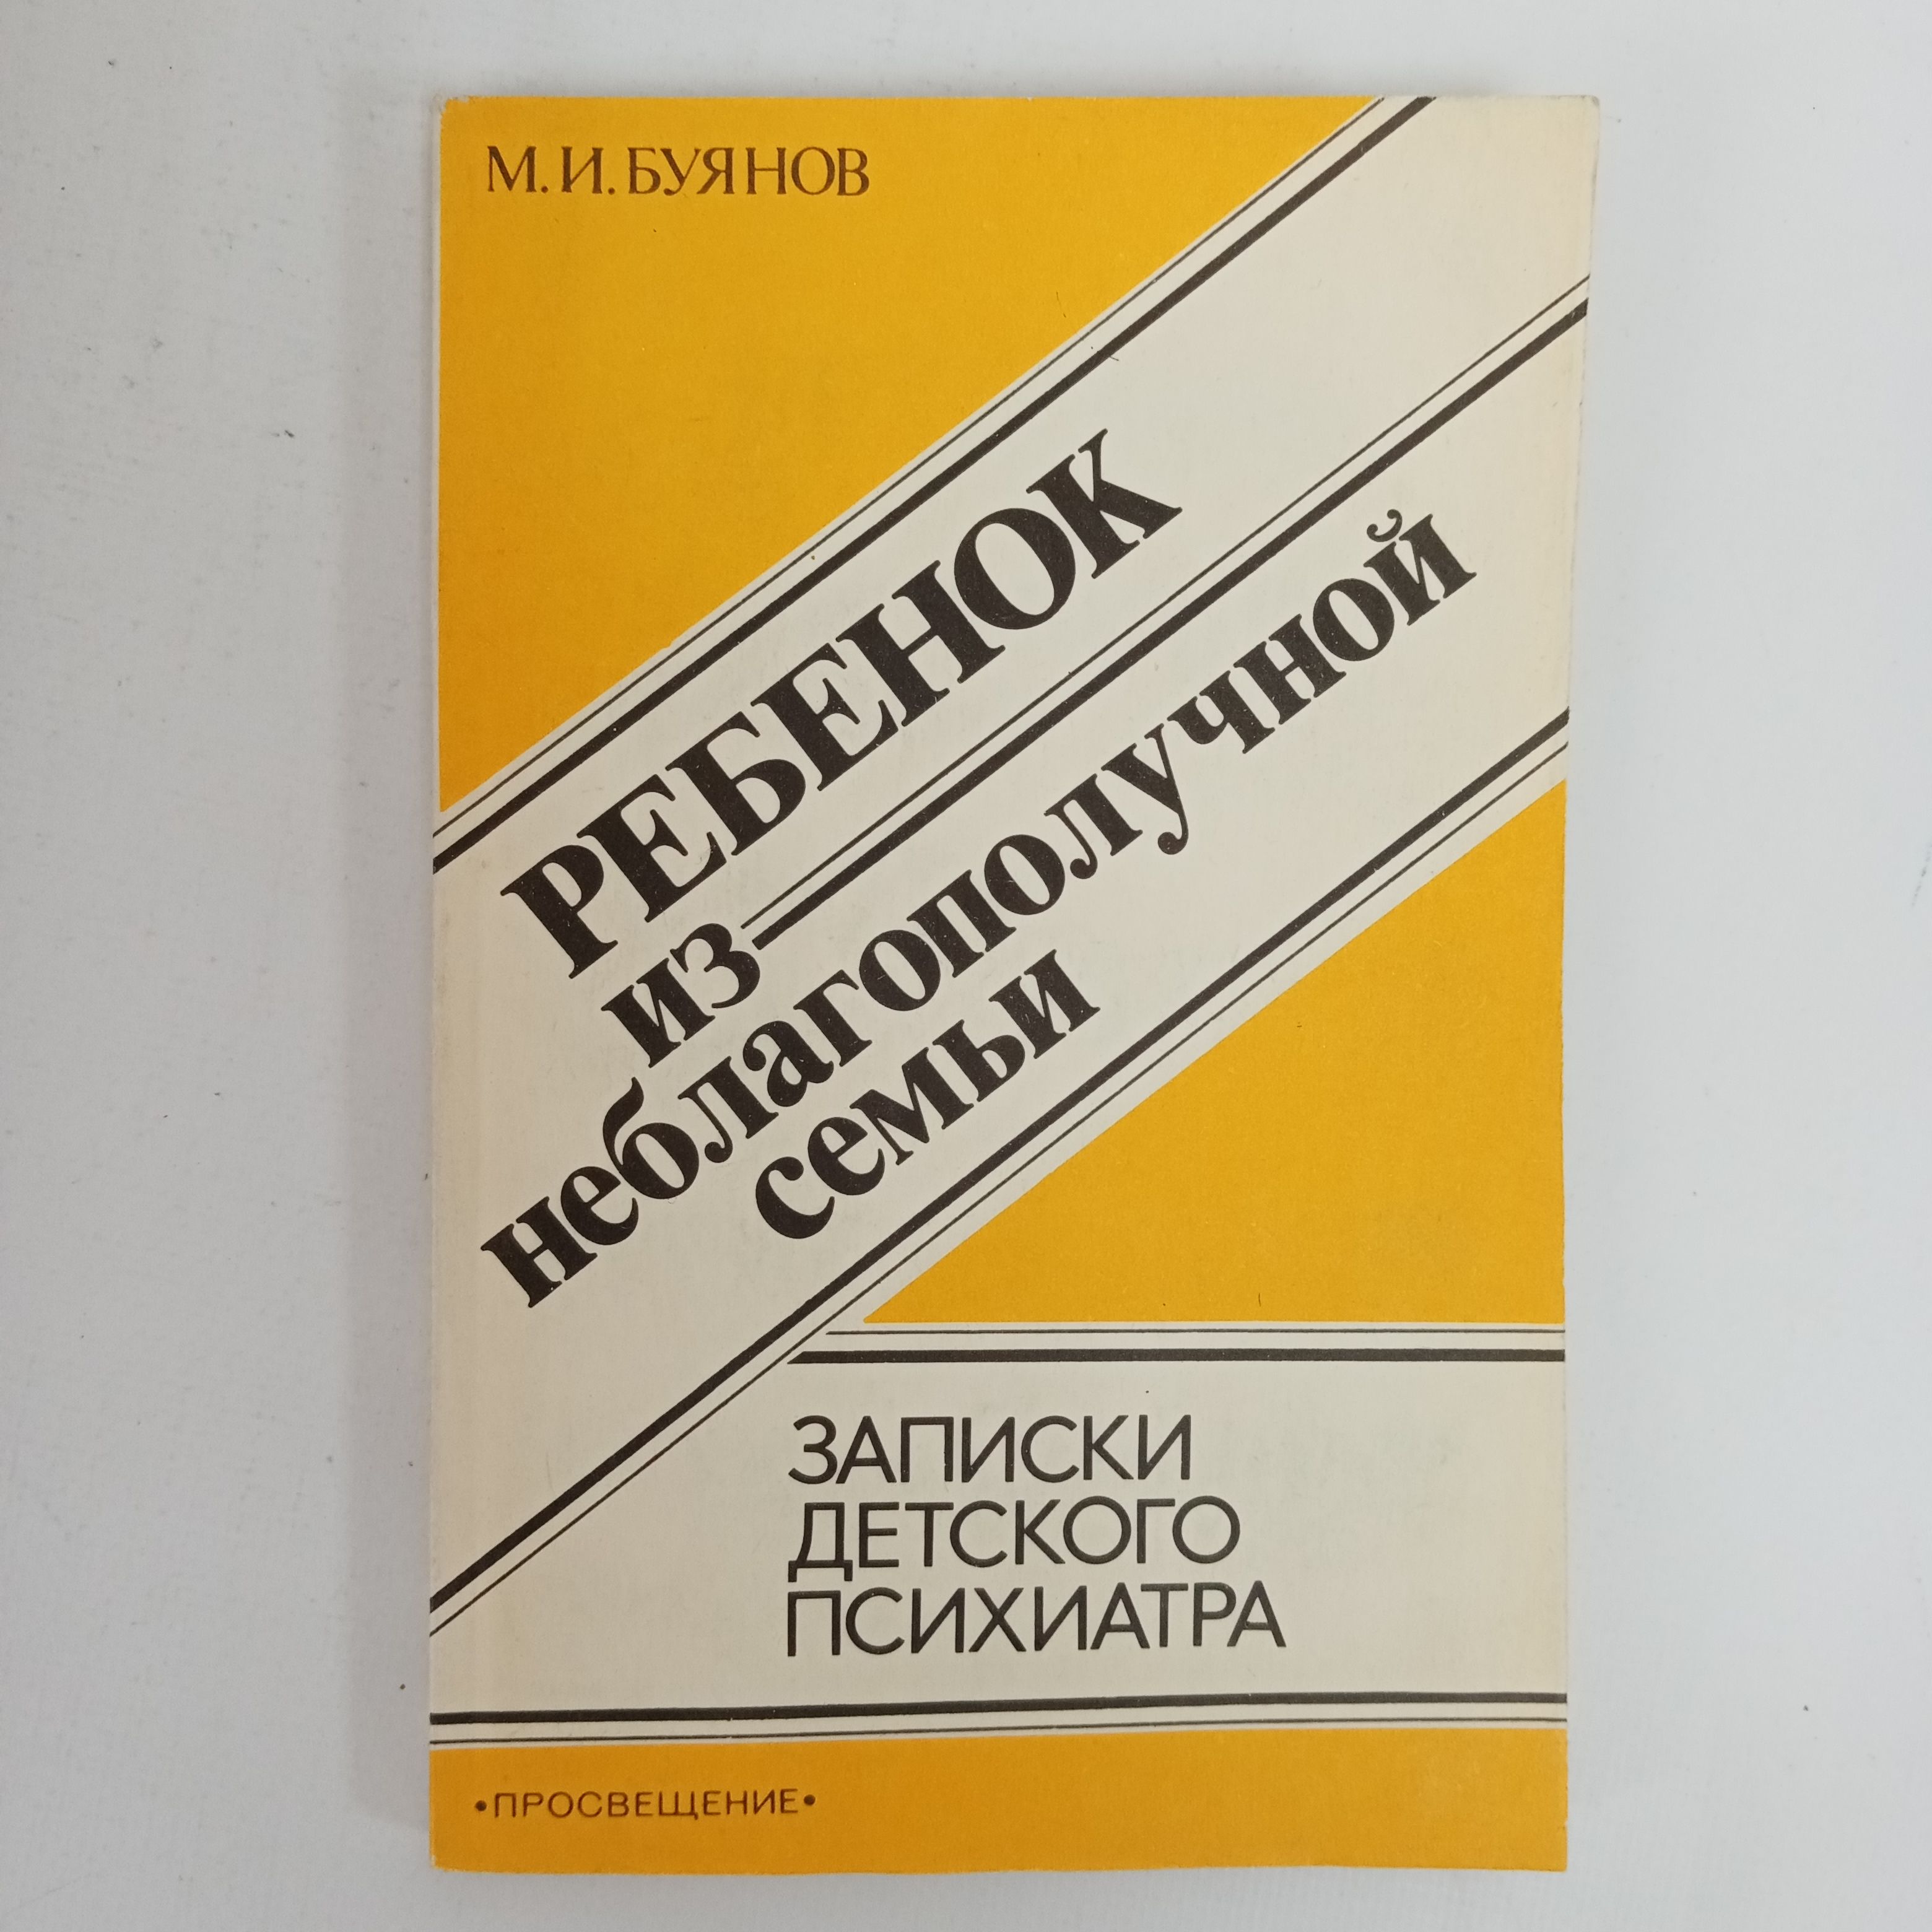 М.И.БУЯНОВ
РЕБЕНОК
из
неблагополучной
семьи
ЗАПИСКИ
ДЕТСКОГО
ПСИХИАТРА
•ПРОСВЕЩЕНИЕ•